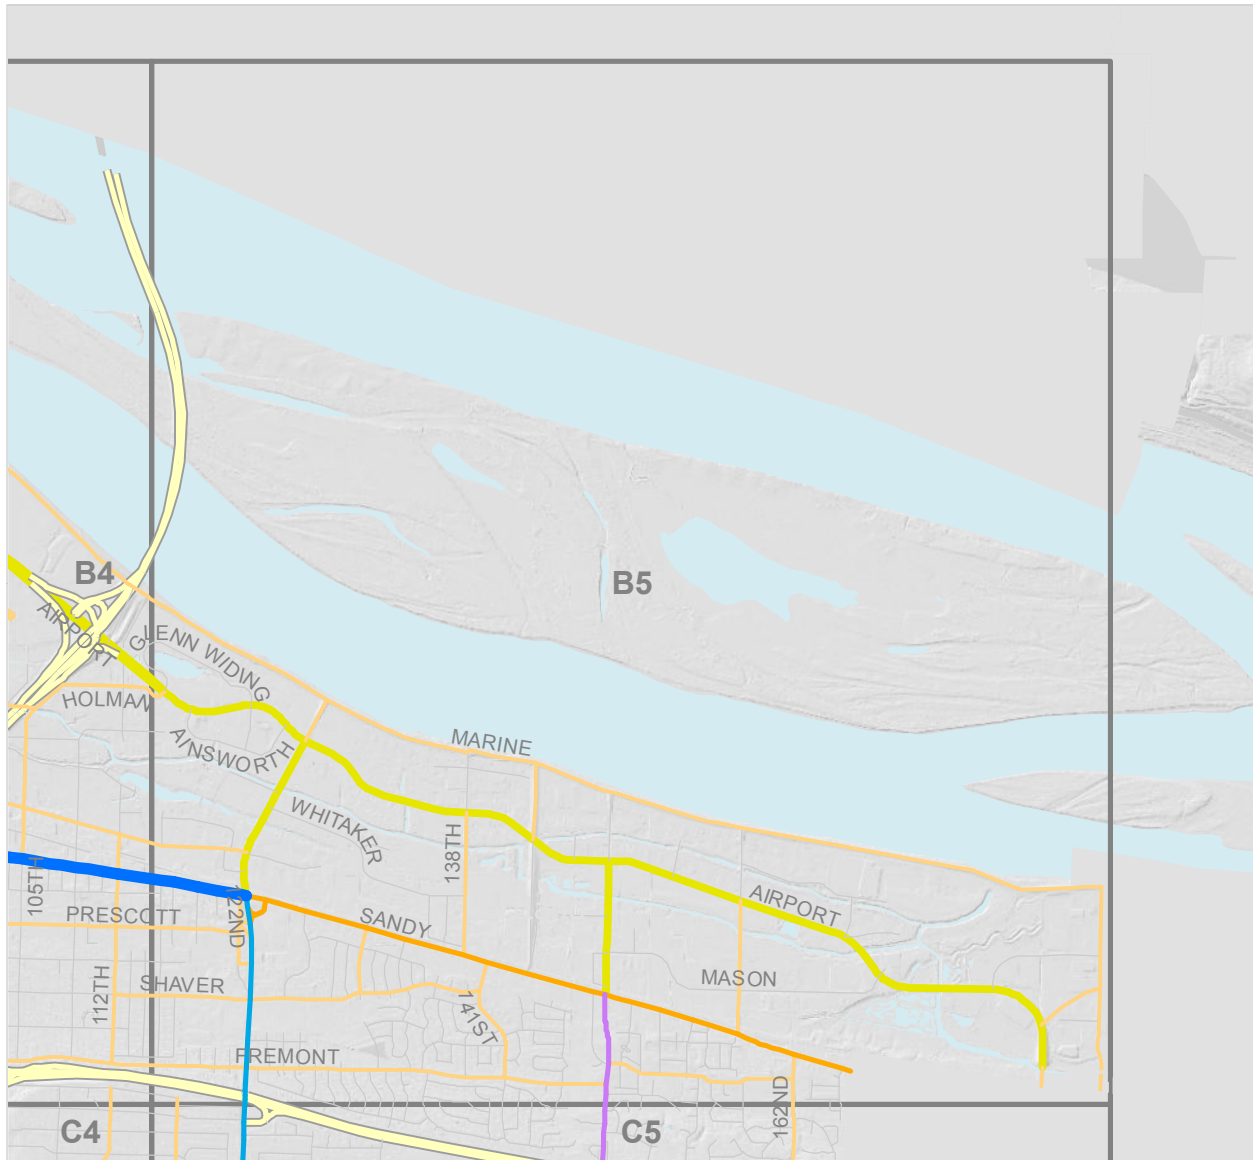 B4
B5
AIRPORT
GLENN WIDING
HOLMAN
AINSWORTH
MARINE
WHITAKER
138TH
105TH
122ND
AIRPORT
PRESCOTT
SANDY
MASON
SHAVER
112TH
141ST
FREMONT
162ND
C4
C5